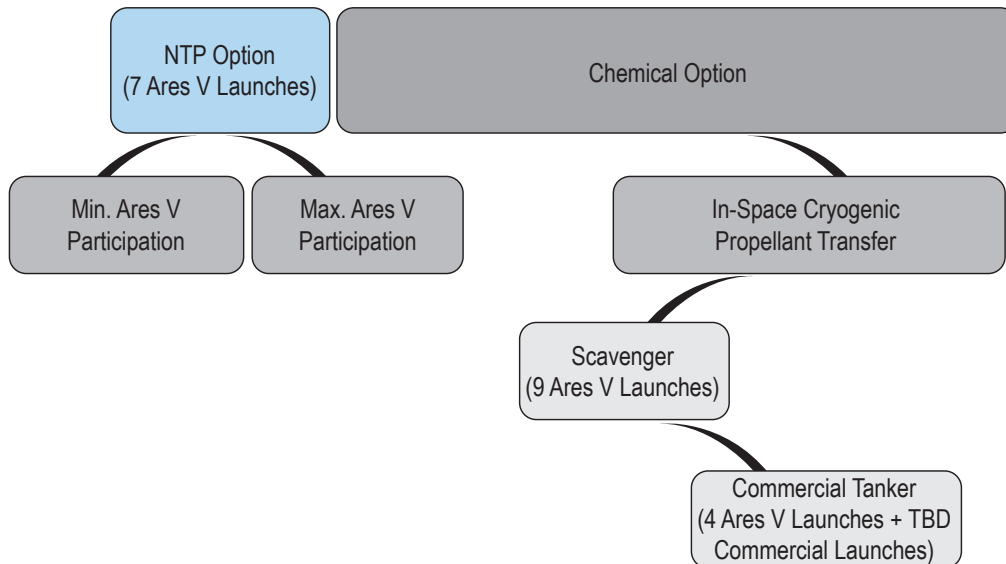 NTP Option
(7 Ares V Launches)
Chemical Option
Min. Ares V
Participation
Max. Ares V
Participation
In-Space Cryogenic
Propellant Transfer
Scavenger
(9 Ares V Launches)
Commercial Tanker
(4 Ares V Launches + TBD
Commercial Launches)